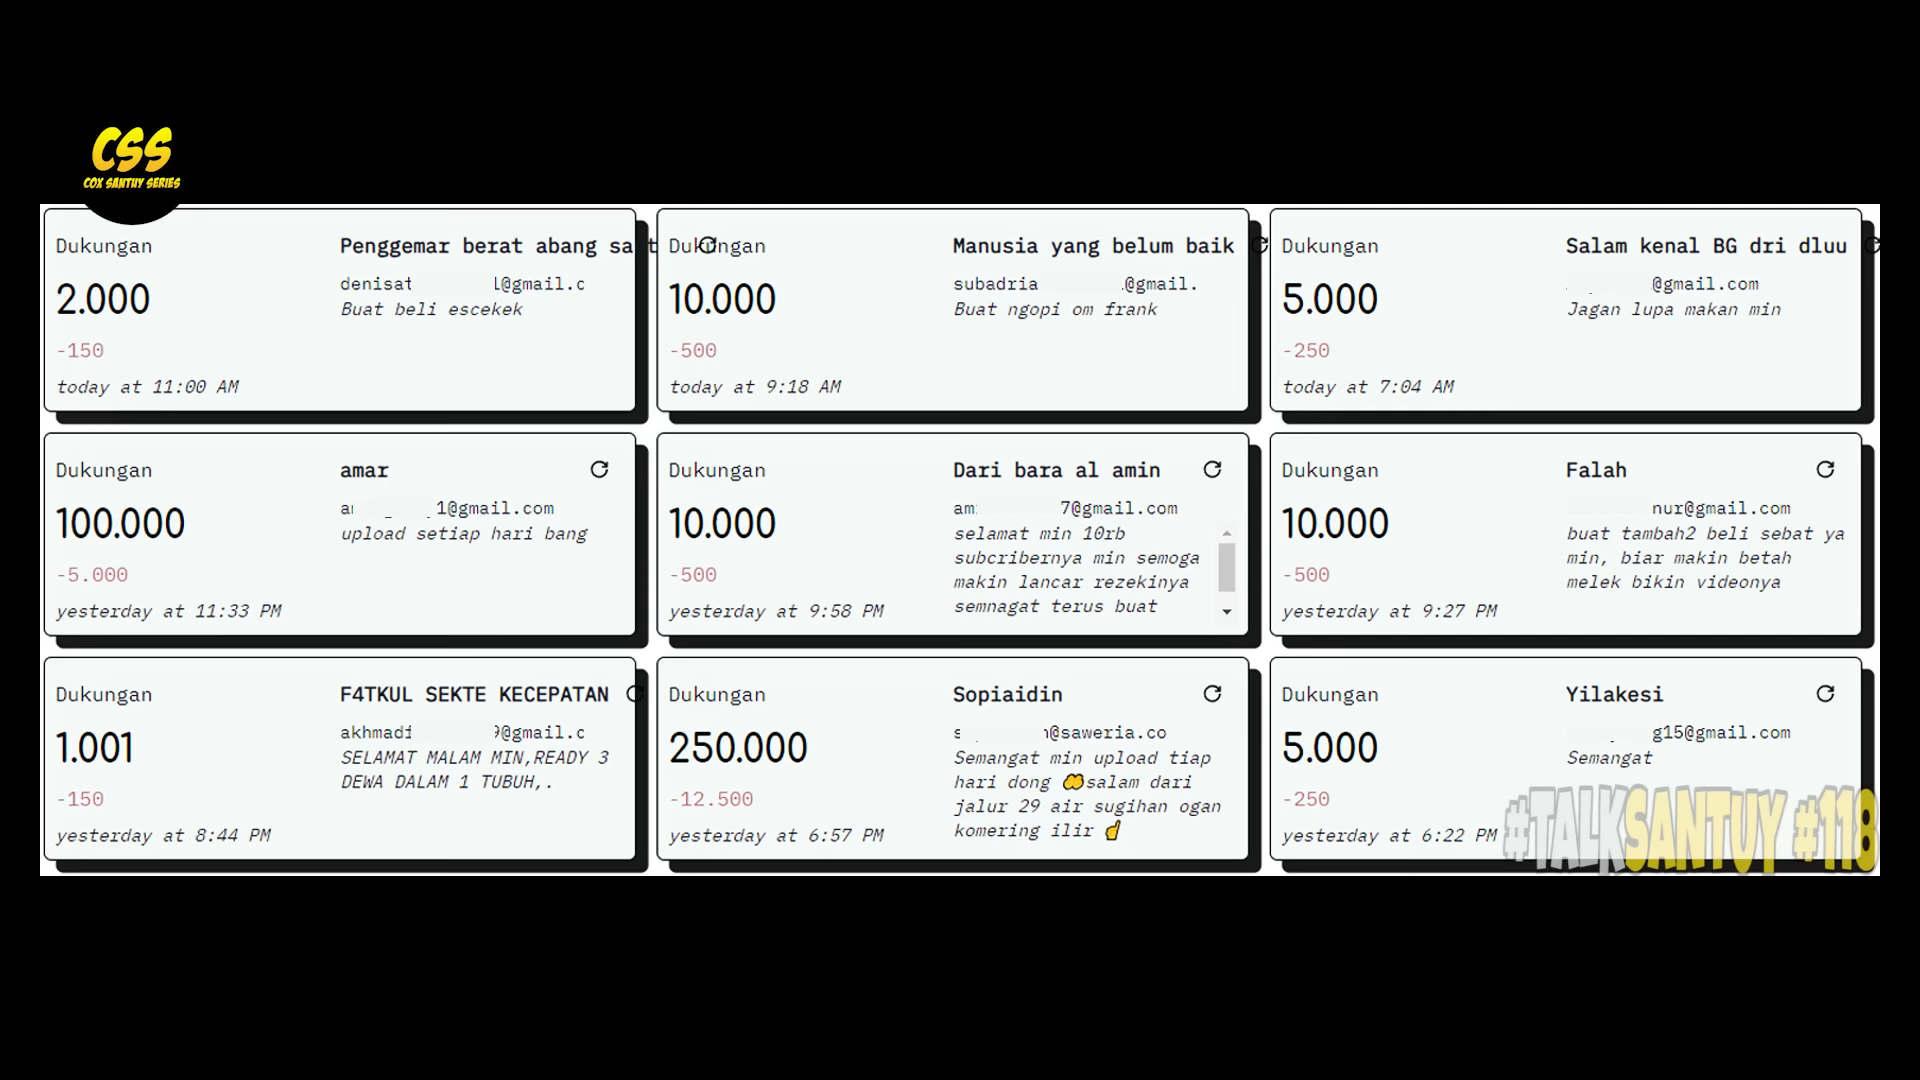 CSS
COX SANTUY SERIES
Dukungan
2.000
-150
today at 11:00 AM
Penggemar berat abang
denisat 1@gmail.c
Buat beli escekek
Dukungan
10.000
-500
today at 9:18 AM
Manusia yang belum baik
subadria @gmail.
Buat ngopi om frank
Dukungan
5.000
-250
today at 7:04 AM
Salam kenal BG dri dluu
@gmail.com
Jagan lupa makan min
Dukungan
100.000
-5.000
yesterday at 11:33 PM
amar
1@gmail.com
upload setiap hari bang
Dukungan
10.000
-500
yesterday at 9:58 PM
Dari bara al amin
am 7@gmail.com
selamat min 10rb
subcribernya min semoga
makin lancar rezekinya
semnagat terus buat
Dukungan
10.000
-500
yesterday at 9:27 PM
Falah
nur@gmail.com
buat tambah2 beli sebat ya
min, biar makin betah
melek bikin videonya
Dukungan
1.001
-150
yesterday at 8:44 PM
F4TKUL SEKTE KECEPATAN
akhmad 9@gmail.c
SELAMAT MALAM MIN,READY 3
DEWA DALAM 1 TUBUH,.
Dukungan
250.000
-12.500
yesterday at 6:57 PM
Sopiaidin
s @saweria.co
Semangat min upload tiap
hari dong salam dari
jalur 29 air sugihan ogan
komering ilir
Dukungan
5.000
-250
yesterday at 6:22 PM
Yilakesi
g15@gmail.com
Semangat
#TALKSANTUY #118